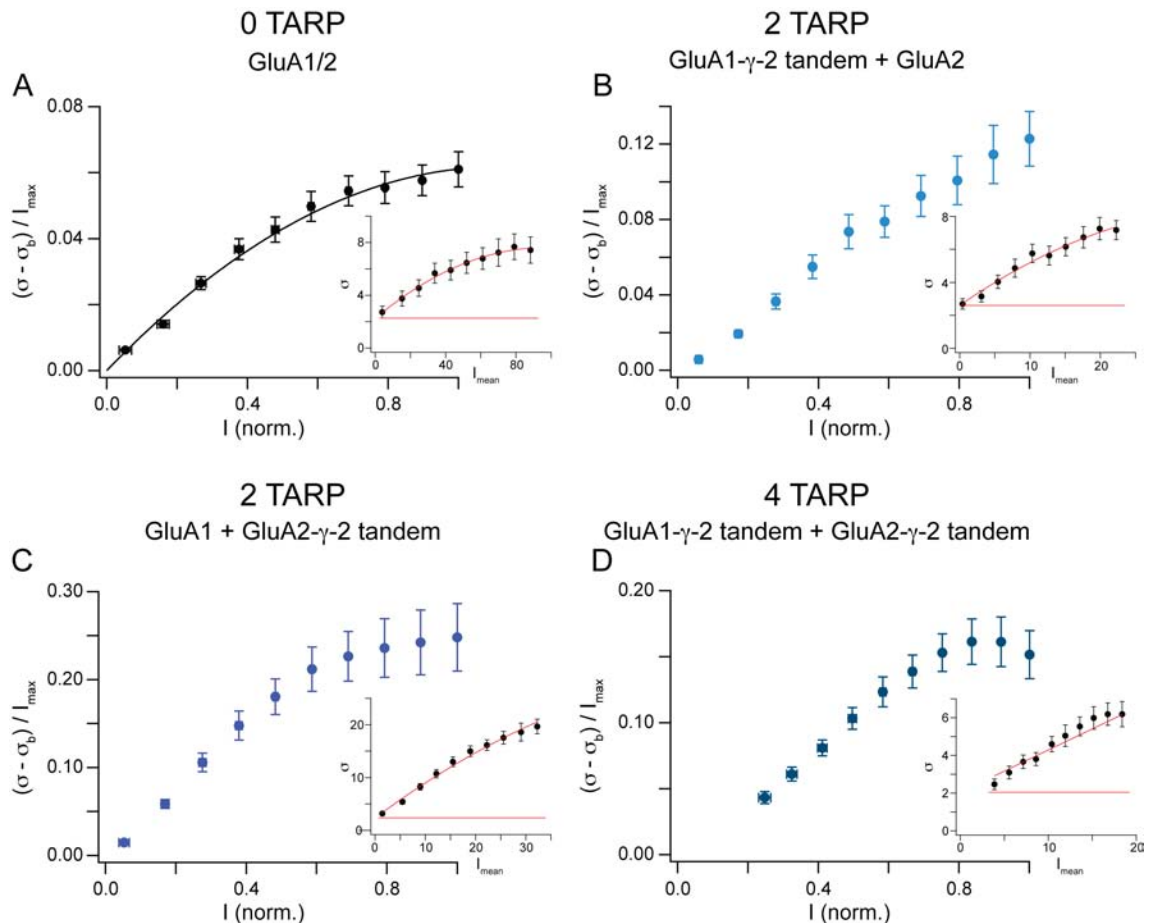 0 TARP
GluA1/2
2 TARP
GluA1-γ-2 tandem + GluA2
A
B
0.08
0.04
0.00
(σ - σb) / Imax
0.0
0.4
0.8
I (norm.)
8
4
0
σ
0
40
80
Imean
0.12
0.08
0.04
0.00
(σ - σb) / Imax
0.0
0.4
0.8
I (norm.)
8
4
0
σ
0
10
20
Imean
2 TARP
GluA1 + GluA2-γ-2 tandem
4 TARP
GluA1-γ-2 tandem + GluA2-γ-2 tandem
C
D
0.30
0.20
0.10
0.00
(σ - σb) / Imax
0.0
0.4
0.8
I (norm.)
20
10
0
σ
0
10
20
30
Imean
0.20
0.10
0.00
(σ - σb) / Imax
0.0
0.4
0.8
I (norm.)
6
4
2
0
σ
0
10
20
Imean